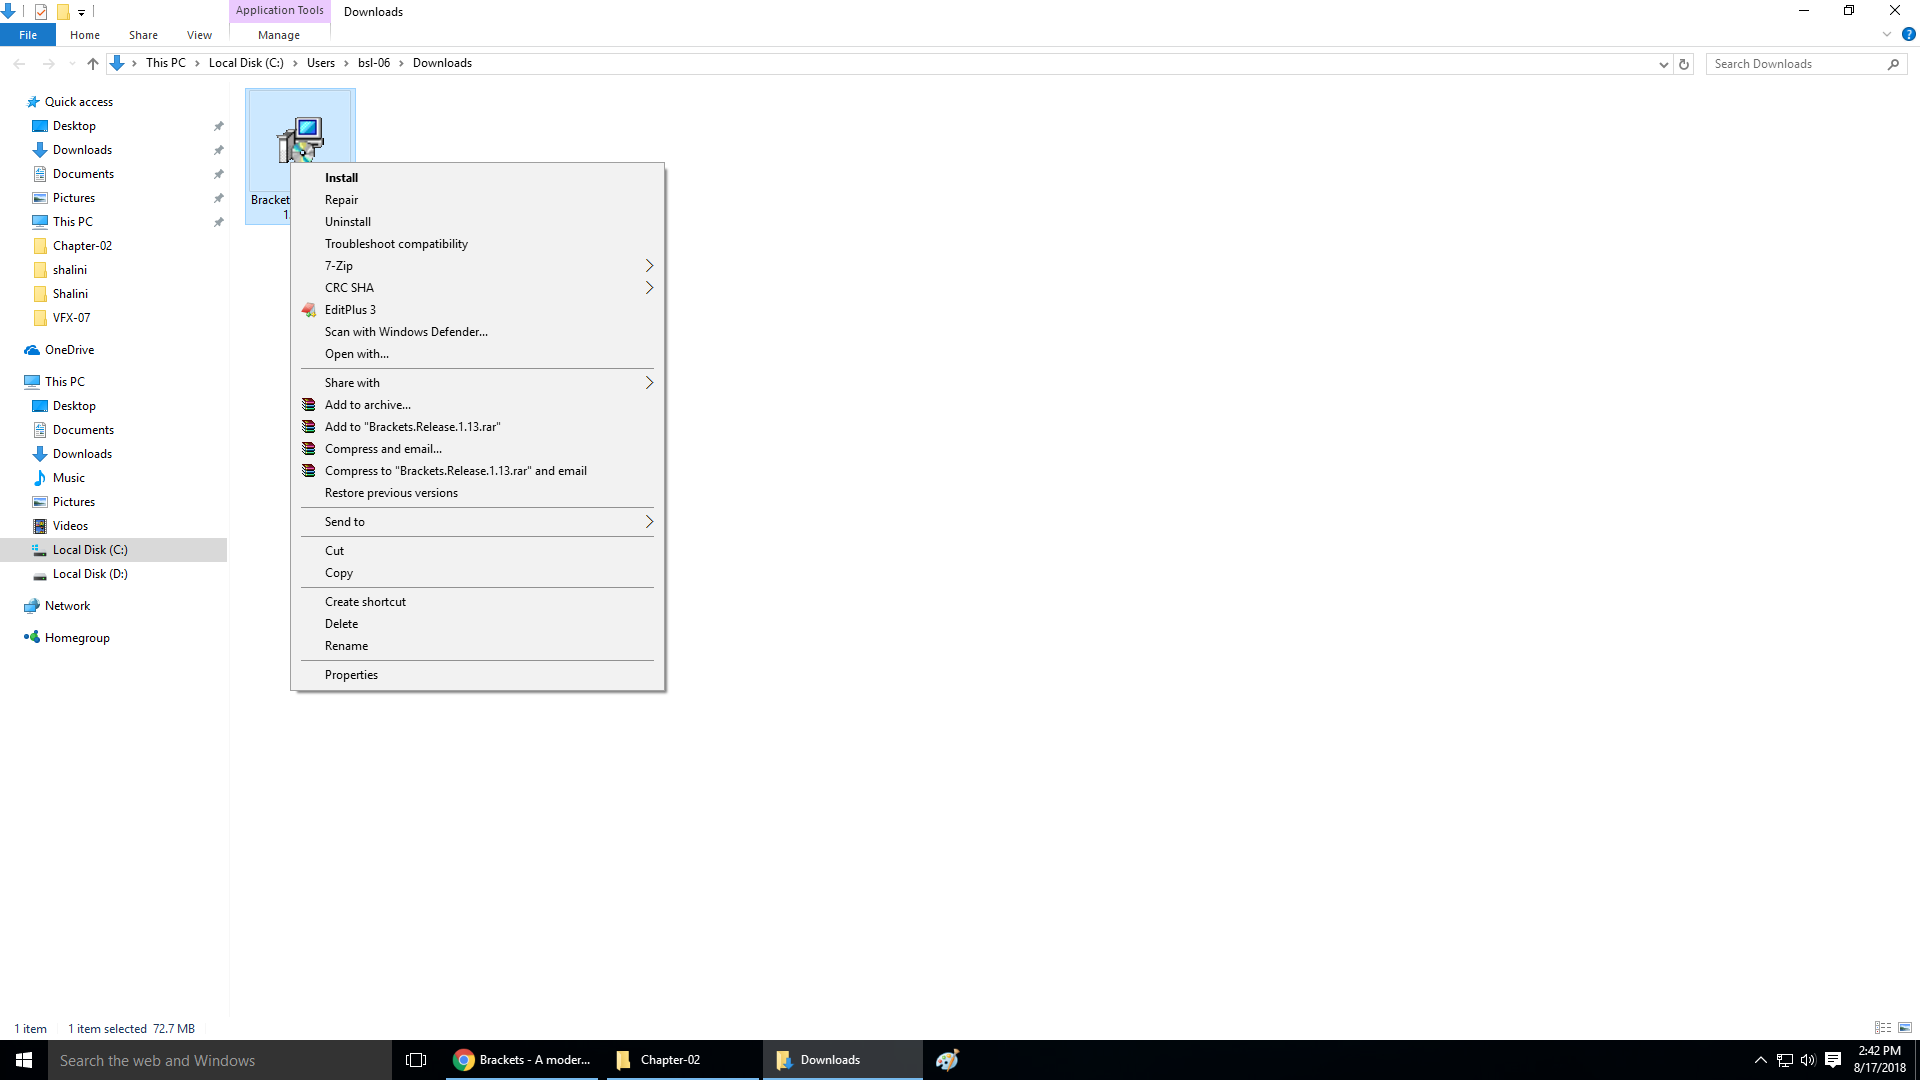 Application Tools
Downloads
File
Home
Share
View
Manage
?
This PC
Local Disk (C:)
Users
bsl-06
Downloads
Search Downloads
Quick access
Desktop
Downloads
Documents
Pictures
This PC
Chapter-02
shalini
Shalini
VFX-07
OneDrive
This PC
Desktop
Documents
Downloads
Music
Pictures
Videos
Local Disk (C:)
Local Disk (D:)
Network
Homegroup
Bracket
1.
Install
Repair
Uninstall
Troubleshoot compatibility
7-Zip
CRC SHA
EditPlus 3
Scan with Windows Defender...
Open with...
Share with
Add to archive...
Add to "Brackets.Release.1.13.rar"
Compress and email...
Compress to "Brackets.Release.1.13.rar" and email
Restore previous versions
Send to
Cut
Copy
Create shortcut
Delete
Rename
Properties
1 item
1 item selected 72.7 MB
Search the web and Windows
Brackets - A moder...
Chapter-02
Downloads
2:42 PM
8/17/2018